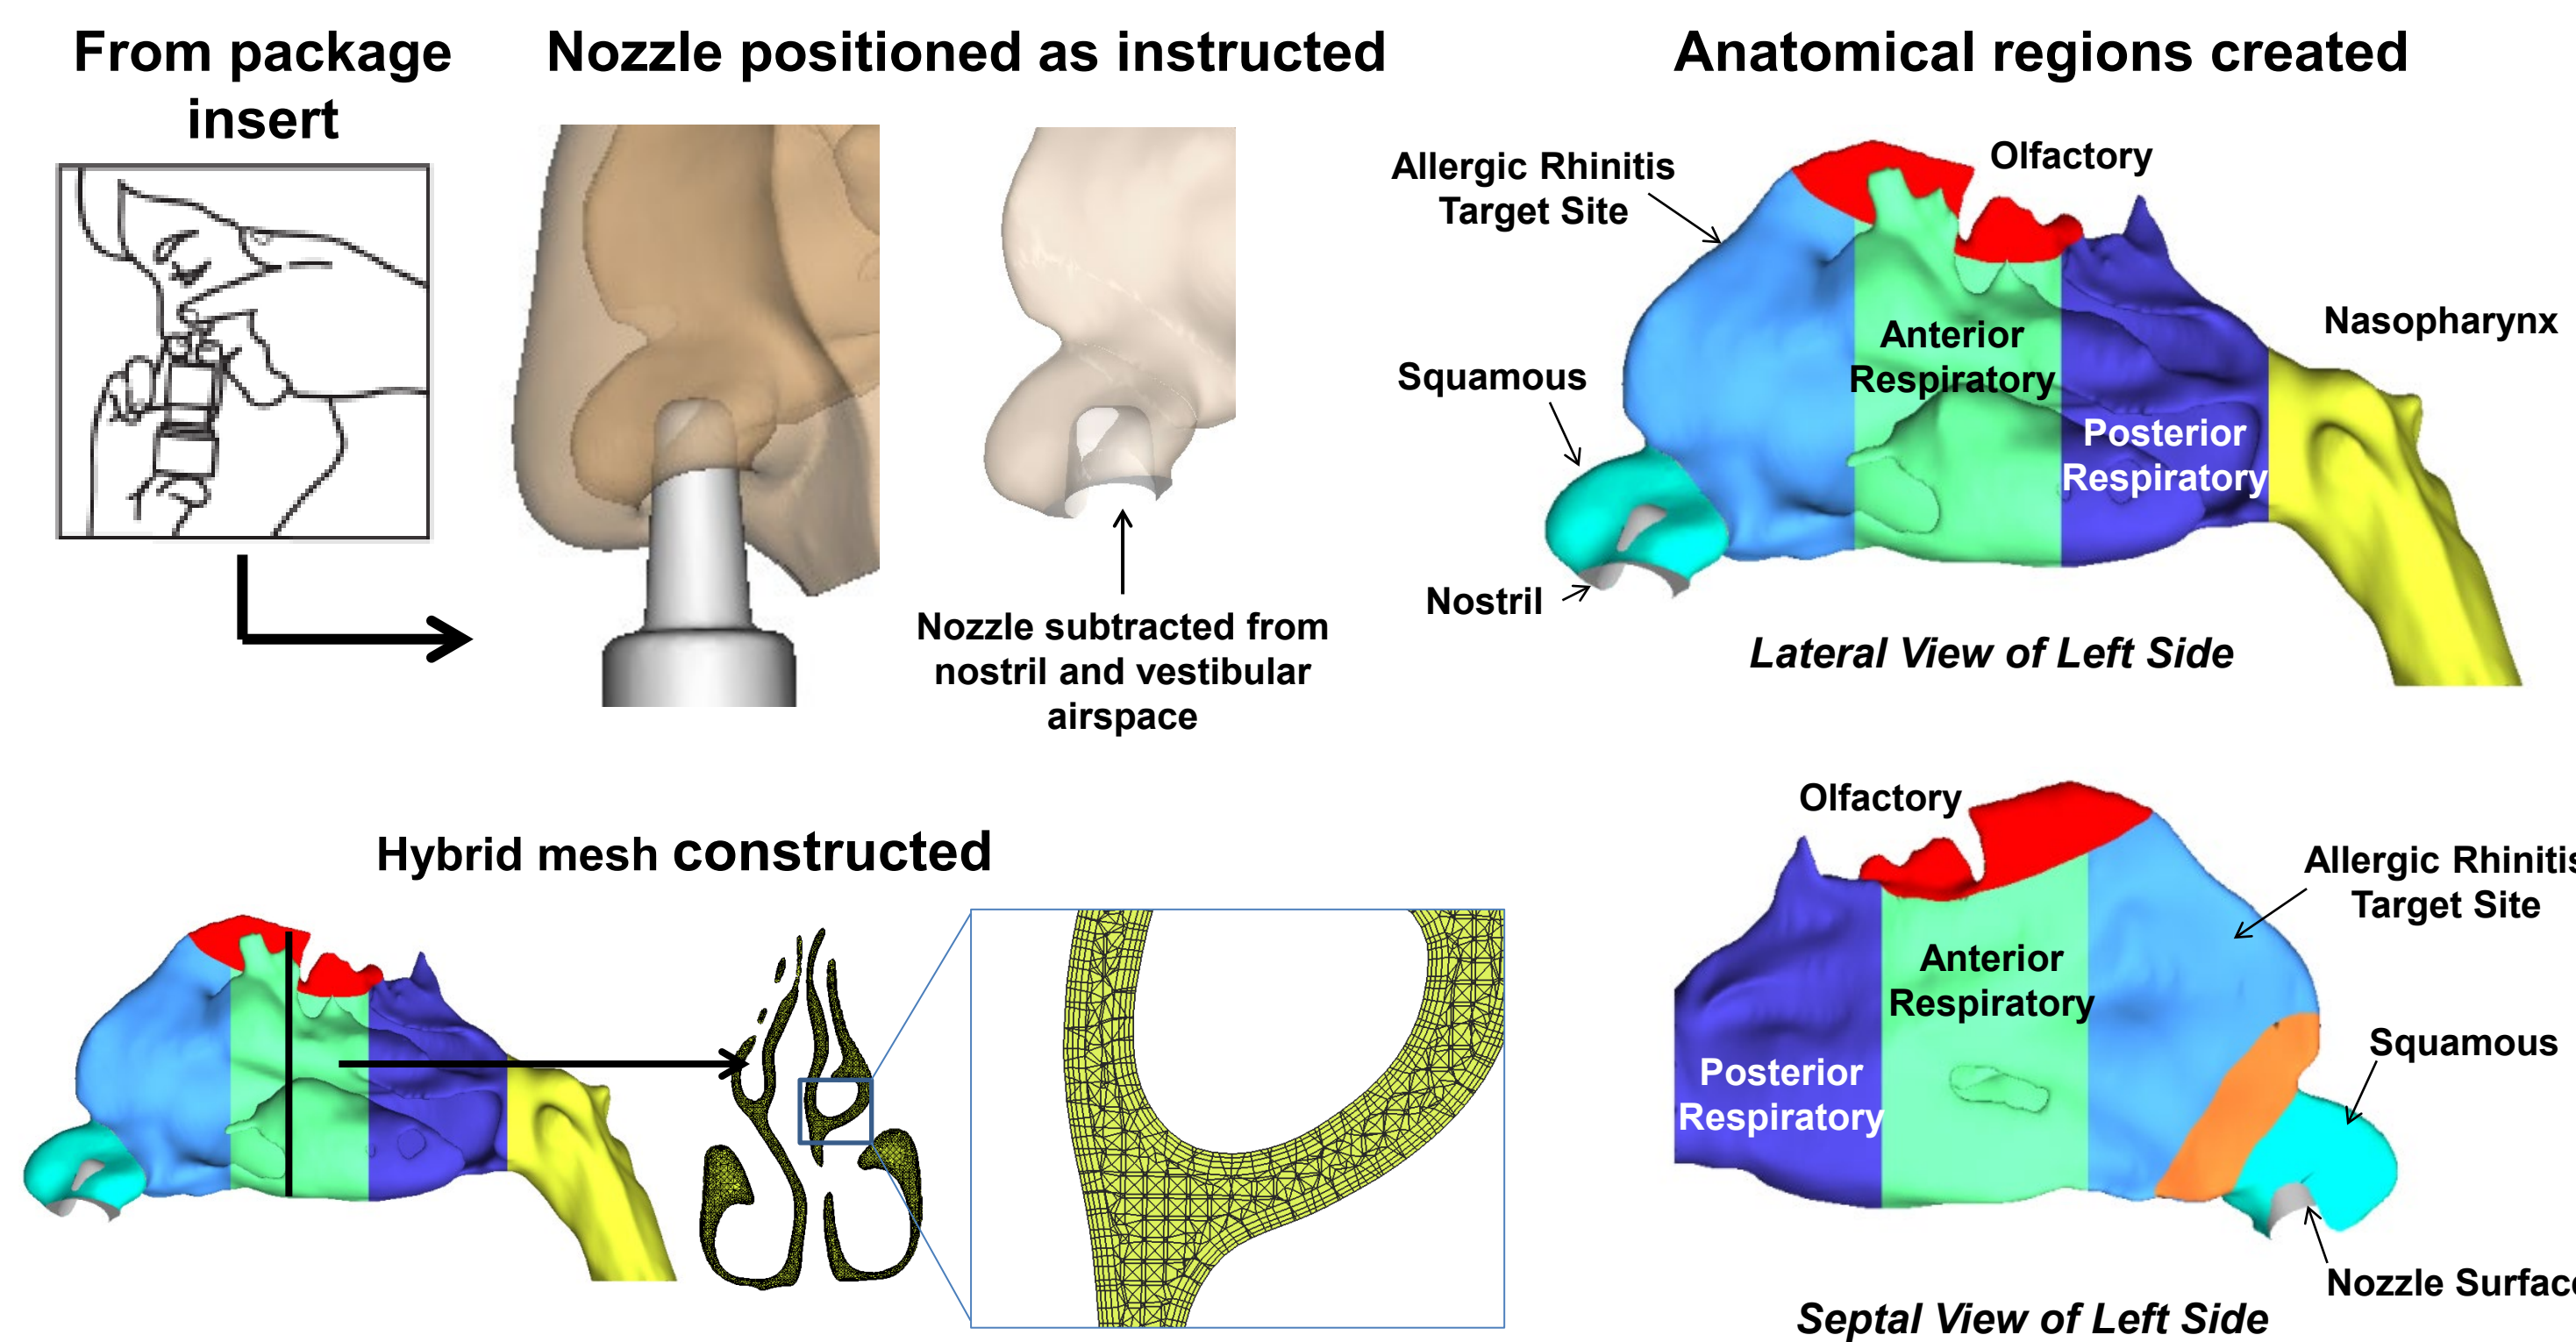 From package
insert
Nozzle positioned as instructed
Nozzle subtracted from
nostril and vestibular
airspace
Anatomical regions created
Allergic Rhinitis
Target Site
Olfactory
Nasopharynx
Anterior
Respiratory
Squamous
Posterior
Respiratory
Nostril
Lateral View of Left Side
Hybrid mesh constructed
Olfactory
Allergic Rhinitis
Target Site
Anterior
Respiratory
Squamous
Posterior
Respiratory
Nozzle Surface
Septal View of Left Side